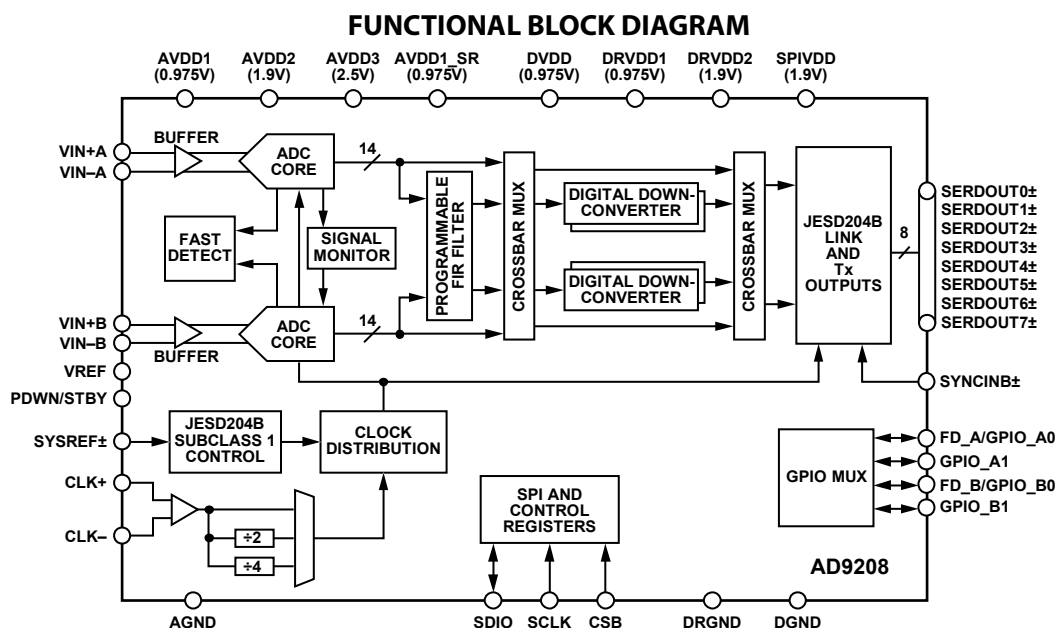 FUNCTIONAL BLOCK DIAGRAM
AVDD1
(0.975V)
AVDD2
(1.9V)
AVDD3
(2.5V)
AVDD1_SR
(0.975V)
DVDD
(0.975V)
DRVDD1
(0.975V)
DRVDD2
(1.9V)
SPIVDD
(1.9V)
VIN+A
VIN–A
BUFFER
ADC
CORE
14
FAST
DETECT
SIGNAL
MONITOR
PROGRAMMABLE
FIR FILTER
CROSSBAR MUX
DIGITAL DOWN-
CONVERTER
DIGITAL DOWN-
CONVERTER
CROSSBAR MUX
JESD204B
LINK
AND
Tx
OUTPUTS
8
SERDOUT0±
SERDOUT1±
SERDOUT2±
SERDOUT3±
SERDOUT4±
SERDOUT5±
SERDOUT6±
SERDOUT7±
VIN+B
VIN–B
BUFFER
ADC
CORE
14
VREF
PDWN/STBY
SYSREF±
JESD204B
SUBCLASS 1
CONTROL
CLOCK
DISTRIBUTION
SYNCINB±
CLK+
CLK–
÷2
÷4
SPI AND
CONTROL
REGISTERS
GPIO MUX
FD_A/GPIO_A0
GPIO_A1
FD_B/GPIO_B0
GPIO_B1
AD9208
AGND
SDIO
SCLK
CSB
DRGND
DGND